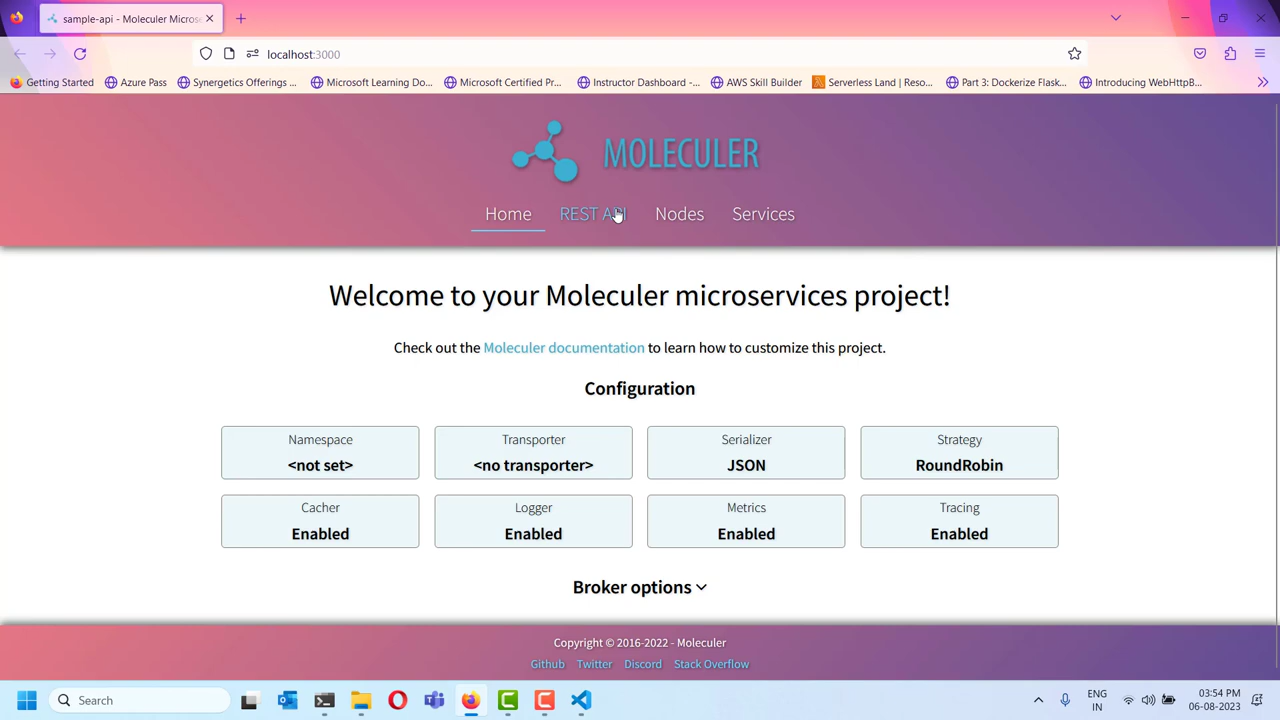 sample-api - Moleculer Micros
localhost:3000
Getting Started
Azure Pass
Synergetics Offerings ...
Microsoft Learning Do...
Microsoft Certified Pr...
Instructor Dashboard -...
AWS Skill Builder
Serverless Land | Reso...
Part 3: Dockerize Flask...
Introducing WebHttpB...
MOLECULER
Home REST API Nodes Services
Welcome to your Moleculer microservices project!
Check out the Moleculer documentation to learn how to customize this project.
Configuration
Namespace
<not set>
Transporter
<no transporter>
Serializer
JSON
Strategy
RoundRobin
Cacher
Enabled
Logger
Enabled
Metrics
Enabled
Tracing
Enabled
Broker options
Copyright © 2016-2022 - Moleculer
Github Twitter Discord Stack Overflow
Search
ENG
IN
03:54 PM
06-08-2023